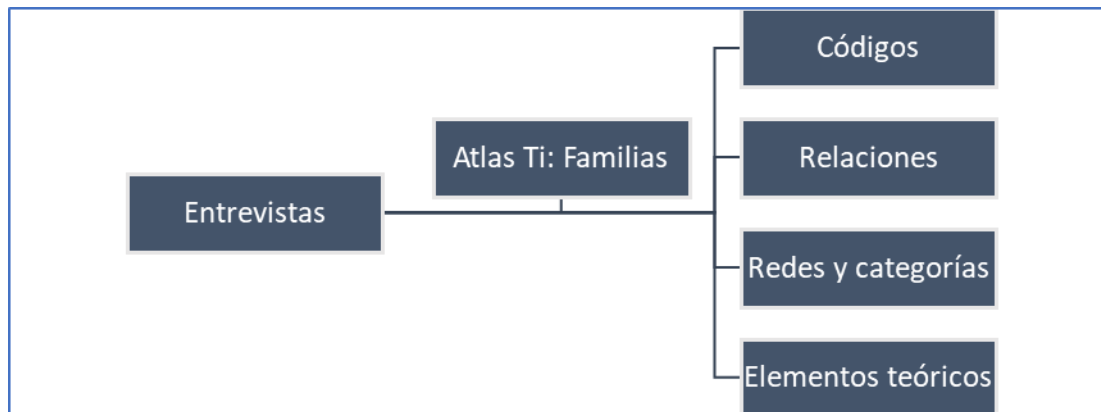 Códigos
Atlas Ti: Familias
Relaciones
Entrevistas
Redes y categorías
Elementos teóricos